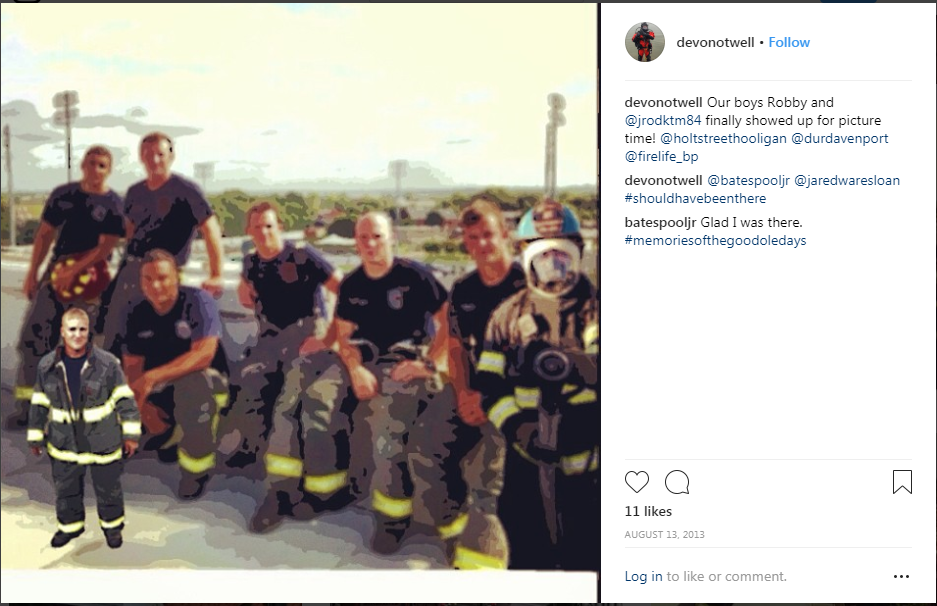 devonotwell • Follow
devonotwell Our boys Robby and
@jrodktm84 finally showed up for picture
time! @holtstreethooligan @durdavenport
@firelife_bp
devonotwell @batespooljr @jaredwaresloan
#shouldhavebeenthere
batespooljr Glad I was there.
#memoriesofthegoodoledays
11 likes
AUGUST 13, 2013
Log in to like or comment.